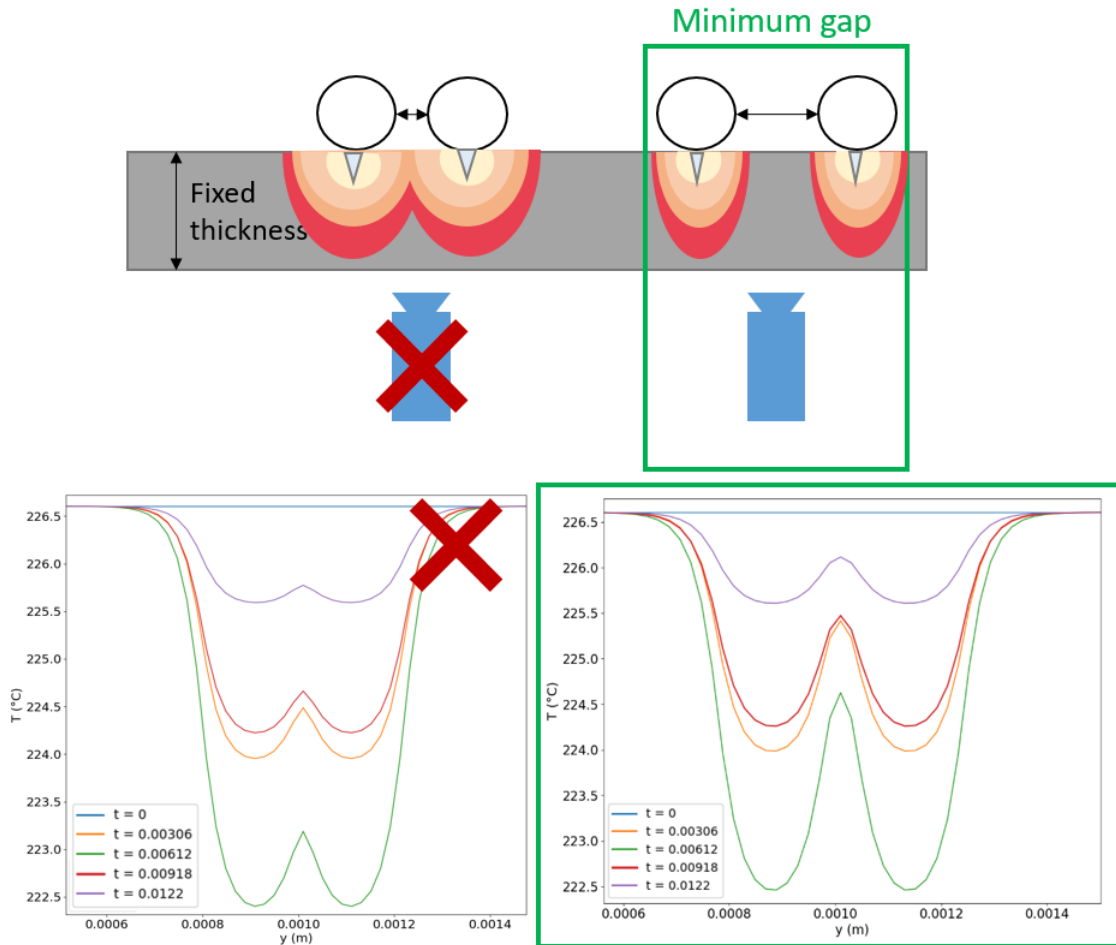 Minimum gap
Fixed
thickness
226.5
226.0
225.5
225.0
224.5
224.0
223.5
223.0
222.5
T (°C)
t = 0
t = 0.00306
t = 0.00612
t = 0.00918
t = 0.0122
0.0006 0.0008 0.0010 0.0012 0.0014
y (m)
226.5
226.0
225.5
225.0
224.5
224.0
223.5
223.0
222.5
T (°C)
t = 0
t = 0.00306
t = 0.00612
t = 0.00918
t = 0.0122
0.0006 0.0008 0.0010 0.0012 0.0014
y (m)